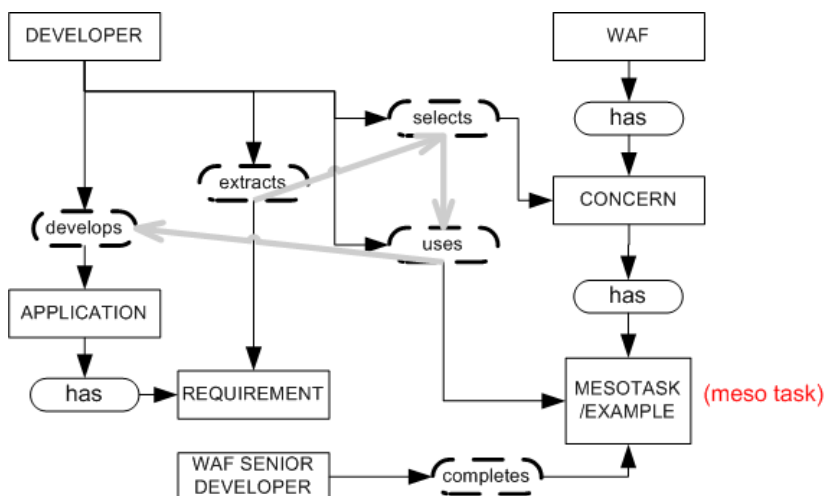 DEVELOPER
WAF
selects
has
extracts
CONCERN
develops
uses
has
APPLICATION
has
REQUIREMENT
MESOTASK
/EXAMPLE
(meso task)
WAF SENIOR
DEVELOPER
completes